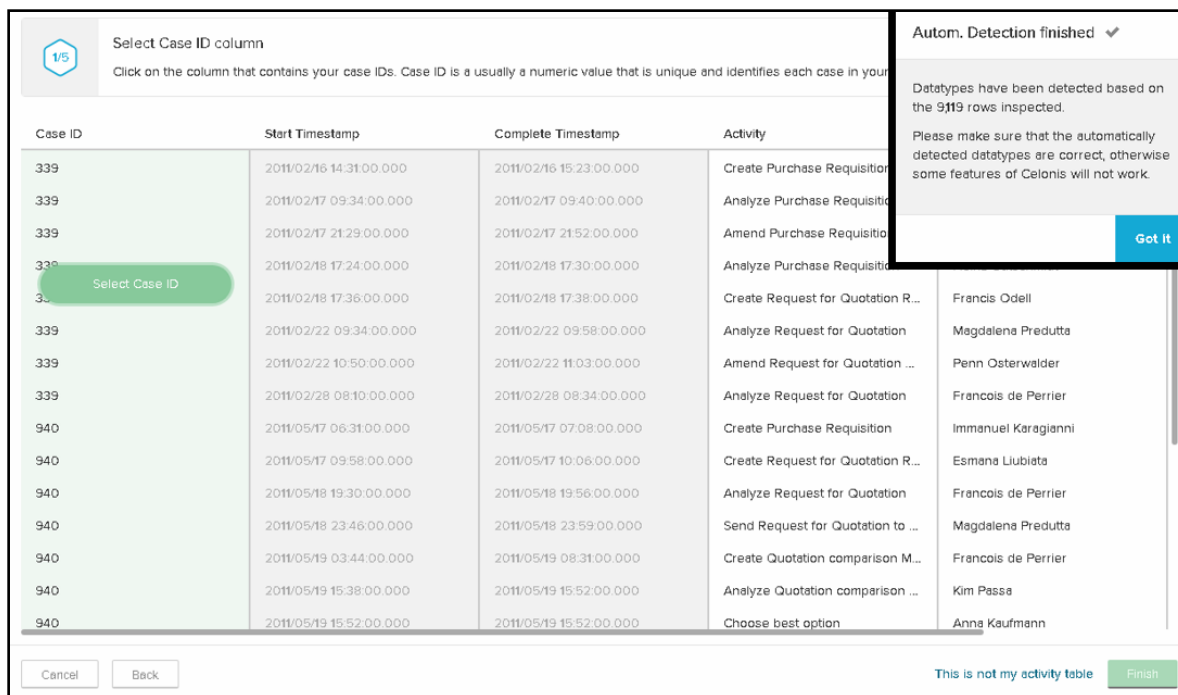 1/5
Select Case ID column
Click on the column that contains your case IDs. Case ID is a usually a numeric value that is unique and identifies each case in your
Autom. Detection finished ✔
Datatypes have been detected based on
the 9,119 rows inspected.
Please make sure that the automatically
detected datatypes are correct, otherwise
some features of Celonis will not work.
Got it
Case ID Start Timestamp Complete Timestamp Activity
339 2011/02/16 14:31:00.000 2011/02/16 15:23:00.000 Create Purchase Requisition
339 2011/02/17 09:34:00.000 2011/02/17 09:40:00.000 Analyze Purchase Requisitio
339 2011/02/17 21:29:00.000 2011/02/17 21:52:00.000 Amend Purchase Requisitio
339 2011/02/18 17:24:00.000 2011/02/18 17:30:00.000 Analyze Purchase Requisitio
Select Case ID
2011/02/18 17:36:00.000 2011/02/18 17:38:00.000 Create Request for Quotation R... Francis Odell
339 2011/02/22 09:34:00.000 2011/02/22 09:58:00.000 Analyze Request for Quotation Magdalena Predutta
339 2011/02/22 10:50:00.000 2011/02/22 11:03:00.000 Amend Request for Quotation ... Penn Osterwalder
339 2011/02/28 08:10:00.000 2011/02/28 08:34:00.000 Analyze Request for Quotation Francois de Perrier
940 2011/05/17 06:31:00.000 2011/05/17 07:08:00.000 Create Purchase Requisition Immanuel Karagianni
940 2011/05/17 09:58:00.000 2011/05/17 10:06:00.000 Create Request for Quotation R... Esmana Liubiata
940 2011/05/18 19:30:00.000 2011/05/18 19:56:00.000 Analyze Request for Quotation Francois de Perrier
940 2011/05/18 23:46:00.000 2011/05/18 23:59:00.000 Send Request for Quotation to ... Magdalena Predutta
940 2011/05/19 03:44:00.000 2011/05/19 08:31:00.000 Create Quotation comparison M... Francois de Perrier
940 2011/05/19 15:38:00.000 2011/05/19 15:52:00.000 Analyze Quotation comparison ... Kim Passa
940 2011/05/19 15:52:00.000 2011/05/19 15:52:00.000 Choose best option Anna Kaufmann
Cancel Back This is not my activity table Finish